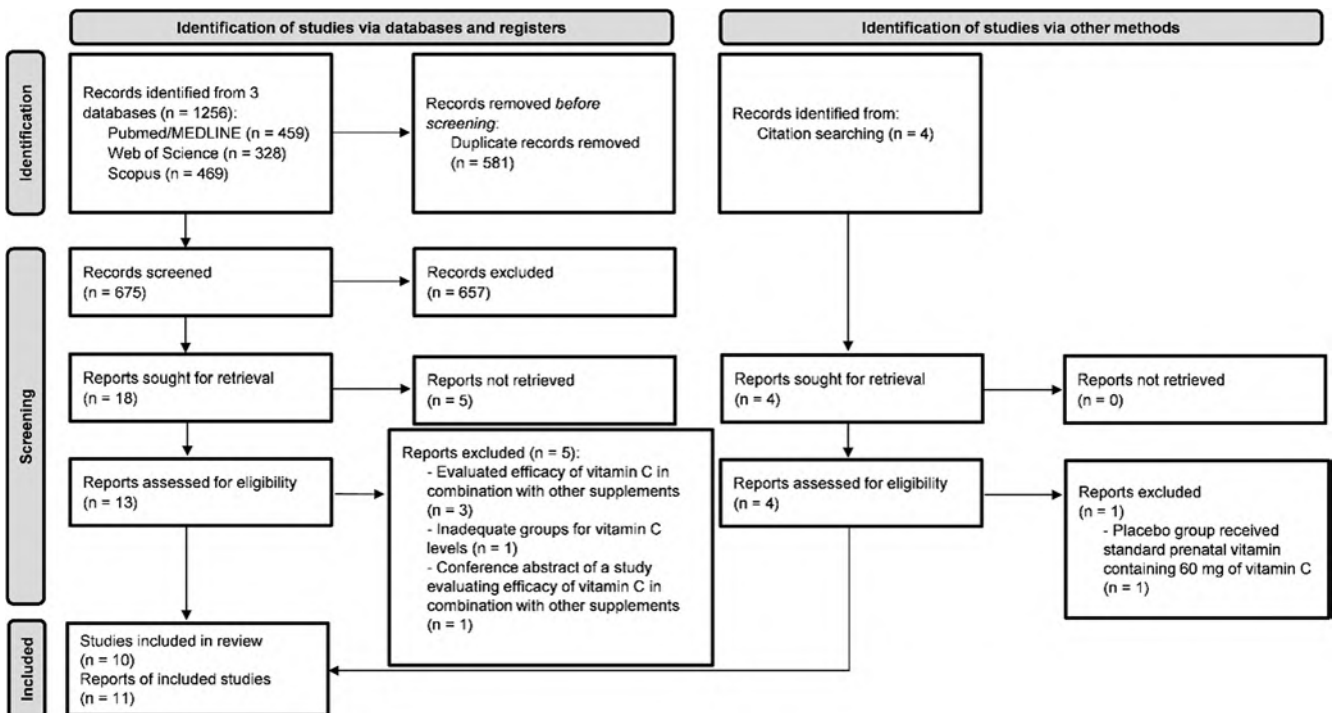 Identification of studies via databases and registers
Identification of studies via other methods
Identification
Records identified from 3
databases (n = 1256):
Pubmed/MEDLINE (n = 459)
Web of Science (n = 328)
Scopus (n = 469)
Records removed before
screening:
Duplicate records removed
(n = 581)
Records identified from:
Citation searching (n = 4)
Screening
Records screened
(n = 675)
Records excluded
(n = 657)
Reports sought for retrieval
(n = 18)
Reports not retrieved
(n = 5)
Reports sought for retrieval
(n = 4)
Reports not retrieved
(n = 0)
Reports assessed for eligibility
(n = 13)
Reports excluded (n = 5):
- Evaluated efficacy of vitamin C in
combination with other supplements
(n = 3)
- Inadequate groups for vitamin C
levels (n = 1)
- Conference abstract of a study
evaluating efficacy of vitamin C in
combination with other supplements
(n = 1)
Reports assessed for eligibility
(n = 4)
Reports excluded
(n = 1)
- Placebo group received
standard prenatal vitamin
containing 60 mg of vitamin C
(n = 1)
Included
Studies included in review
(n = 10)
Reports of included studies
(n = 11)